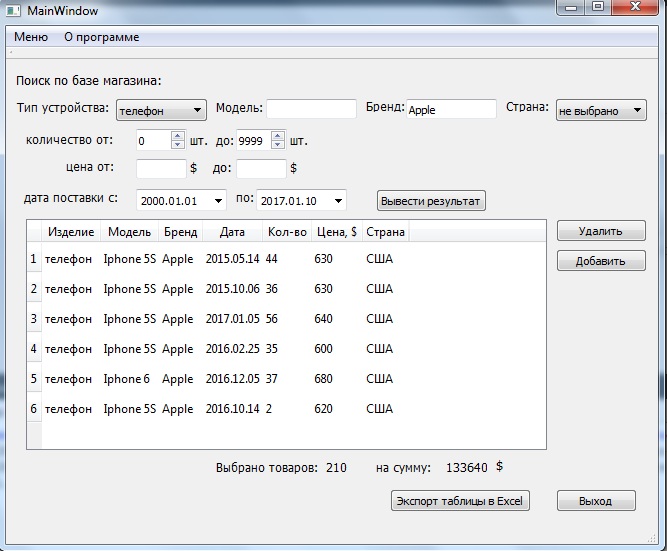 MainWindow
Меню О программе
Поиск по базе магазина:
Тип устройства: телефон Модель: Бренд: Apple Страна: не выбрано
количество от: 0 шт. до: 9999 шт.
цена от: $ до: $
дата поставки с: 2000.01.01 по: 2017.01.10 Вывести результат
Изделие Модель Бренд Дата Кол-во Цена, $ Страна
1 телефон Iphone 5S Apple 2015.05.14 44 630 США
2 телефон Iphone 5S Apple 2015.10.06 36 630 США
3 телефон Iphone 5S Apple 2017.01.05 56 640 США
4 телефон Iphone 5S Apple 2016.02.25 35 600 США
5 телефон Iphone 6 Apple 2016.12.05 37 680 США
6 телефон Iphone 5S Apple 2016.10.14 2 620 США
Удалить
Добавить
Выбрано товаров: 210 на сумму: 133640 $
Экспорт таблицы в Excel Выход